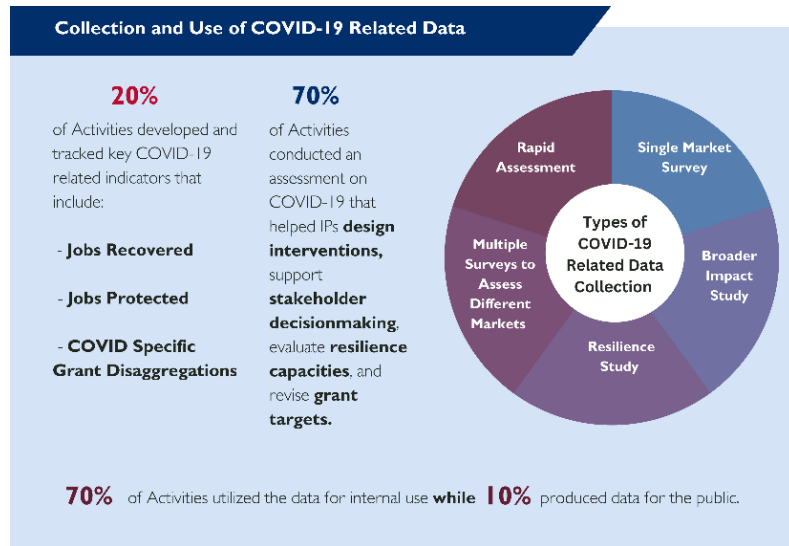 Collection and Use of COVID-19 Related Data
20%
of Activities developed and
tracked key COVID-19
related indicators that
include:
- Jobs Recovered
- Jobs Protected
- COVID Specific
Grant Disaggregations
70%
of Activities
conducted an
assessment on
COVID-19 that
helped IPs design
interventions,
support
stakeholder
decisionmaking,
evaluate resilience
capacities, and
revise grant
targets.
Rapid
Assessment
Single Market
Survey
Multiple
Surveys to
Assess
Different
Markets
Types of
COVID-19
Related Data
Collection
Broader
Impact
Study
Resilience
Study
70% of Activities utilized the data for internal use while 10% produced data for the public.